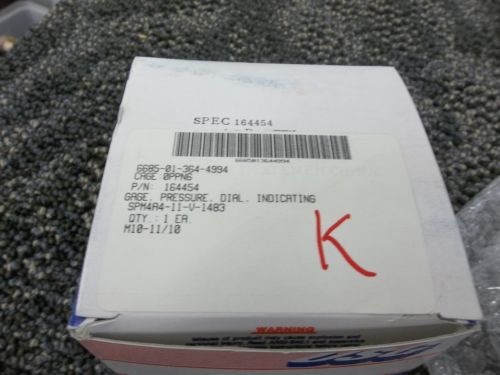 SPEC 164454
6685013644994
6685-01-364-4994
CAGE 0PPN6
P/N: 164454
GAGE, PRESSURE, DIAL, INDICATING
SPM4A4-11-V-1483
QTY.: 1 EA.
M10-11/10
K
WARNING